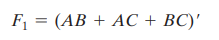 F₁ = (AB + AC + BC)′